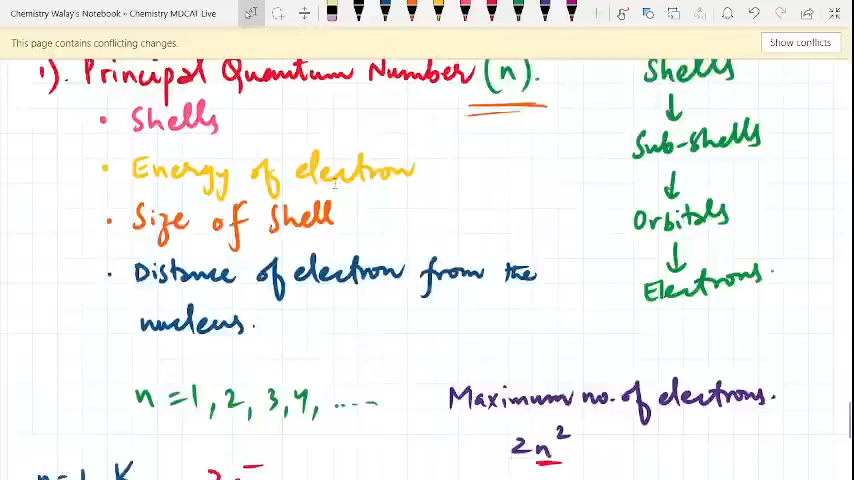 Chemistry Walay's Notebook » Chemistry MDCAT Live
This page contains conflicting changes.
Show conflicts
1). Principal Quantum Number (n).
• Shells
• Energy of electron
• Size of Shell
• Distance of electron from the
nucleus.
n = 1, 2, 3, 4, ....
Shells
↓
Sub-shells
↓
Orbitals
↓
Electrons.
Maximum no. of electrons.
2n²
n=1 K